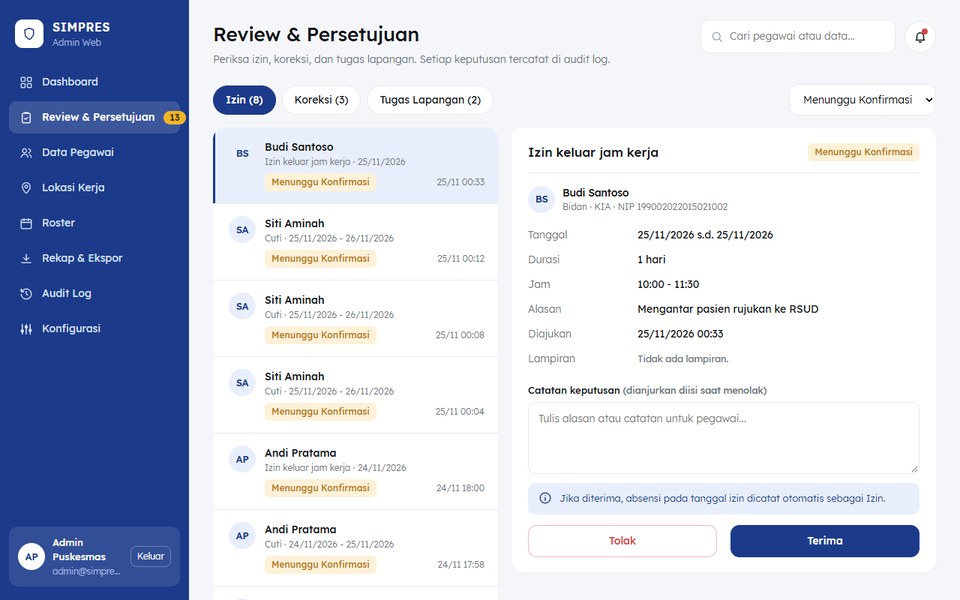 SIMPRES
Admin Web
Dashboard
Review & Persetujuan 13
Data Pegawai
Lokasi Kerja
Roster
Rekap & Ekspor
Audit Log
Konfigurasi
AP
Admin Puskesmas
admin@simpre...
Keluar
Review & Persetujuan
Periksa izin, koreksi, dan tugas lapangan. Setiap keputusan tercatat di audit log.
Cari pegawai atau data...
Izin (8)
Koreksi (3)
Tugas Lapangan (2)
Menunggu Konfirmasi
BS
Budi Santoso
Izin keluar jam kerja · 25/11/2026
Menunggu Konfirmasi 25/11 00:33
SA
Siti Aminah
Cuti · 25/11/2026 - 26/11/2026
Menunggu Konfirmasi 25/11 00:12
SA
Siti Aminah
Cuti · 25/11/2026 - 26/11/2026
Menunggu Konfirmasi 25/11 00:08
SA
Siti Aminah
Cuti · 25/11/2026 - 26/11/2026
Menunggu Konfirmasi 25/11 00:04
AP
Andi Pratama
Izin keluar jam kerja · 24/11/2026
Menunggu Konfirmasi 24/11 18:00
AP
Andi Pratama
Cuti · 24/11/2026 - 25/11/2026
Menunggu Konfirmasi 24/11 17:58
Izin keluar jam kerja
Menunggu Konfirmasi
BS
Budi Santoso
Bidan · KIA · NIP 199002022015021002
Tanggal 25/11/2026 s.d. 25/11/2026
Durasi 1 hari
Jam 10:00 - 11:30
Alasan Mengantar pasien rujukan ke RSUD
Diajukan 25/11/2026 00:33
Lampiran Tidak ada lampiran.
Catatan keputusan (dianjurkan diisi saat menolak)
Tulis alasan atau catatan untuk pegawai...
Jika diterima, absensi pada tanggal izin dicatat otomatis sebagai Izin.
Tolak
Terima